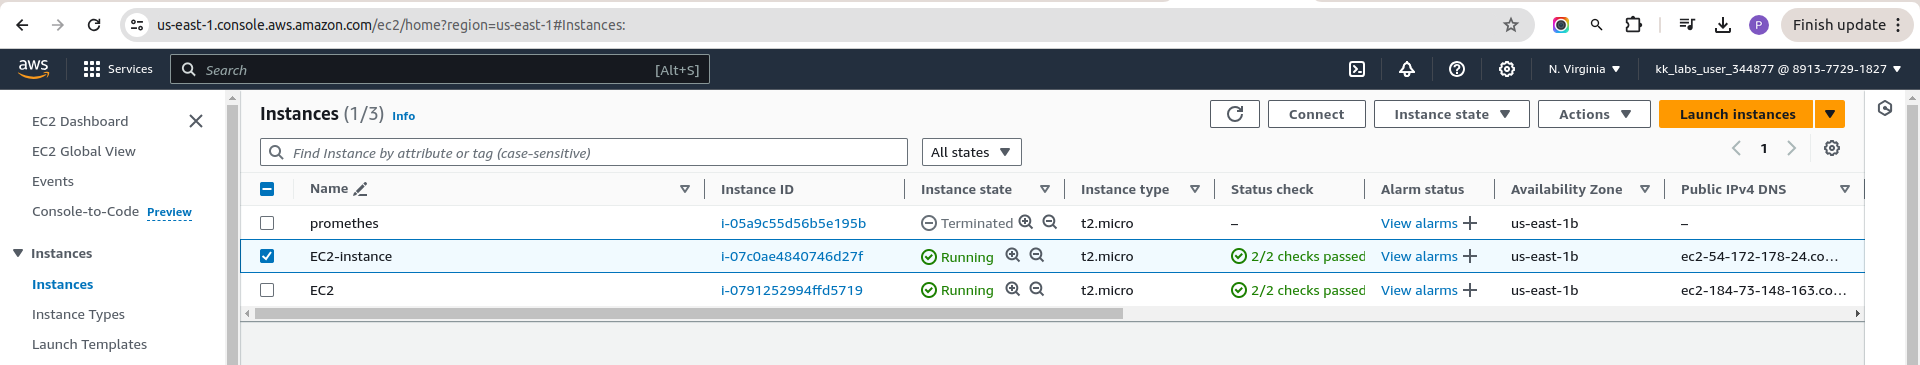 us-east-1.console.aws.amazon.com/ec2/home?region=us-east-1#Instances:
P
Finish update
aws
Services
Search
[Alt+S]
N. Virginia
kk_labs_user_344877 @ 8913-7729-1827
EC2 Dashboard
EC2 Global View
Events
Console-to-Code Preview
Instances
Instances
Instance Types
Launch Templates
Instances (1/3) Info
Connect
Instance state
Actions
Launch instances
Find Instance by attribute or tag (case-sensitive)
All states
1
Name Instance ID Instance state Instance type Status check Alarm status Availability Zone Public IPv4 DNS
promethes i-05a9c55d56b5e195b Terminated t2.micro – View alarms + us-east-1b –
EC2-instance i-07c0ae4840746d27f Running t2.micro 2/2 checks passed View alarms + us-east-1b ec2-54-172-178-24.co…
EC2 i-0791252994ffd5719 Running t2.micro 2/2 checks passed View alarms + us-east-1b ec2-184-73-148-163.co…